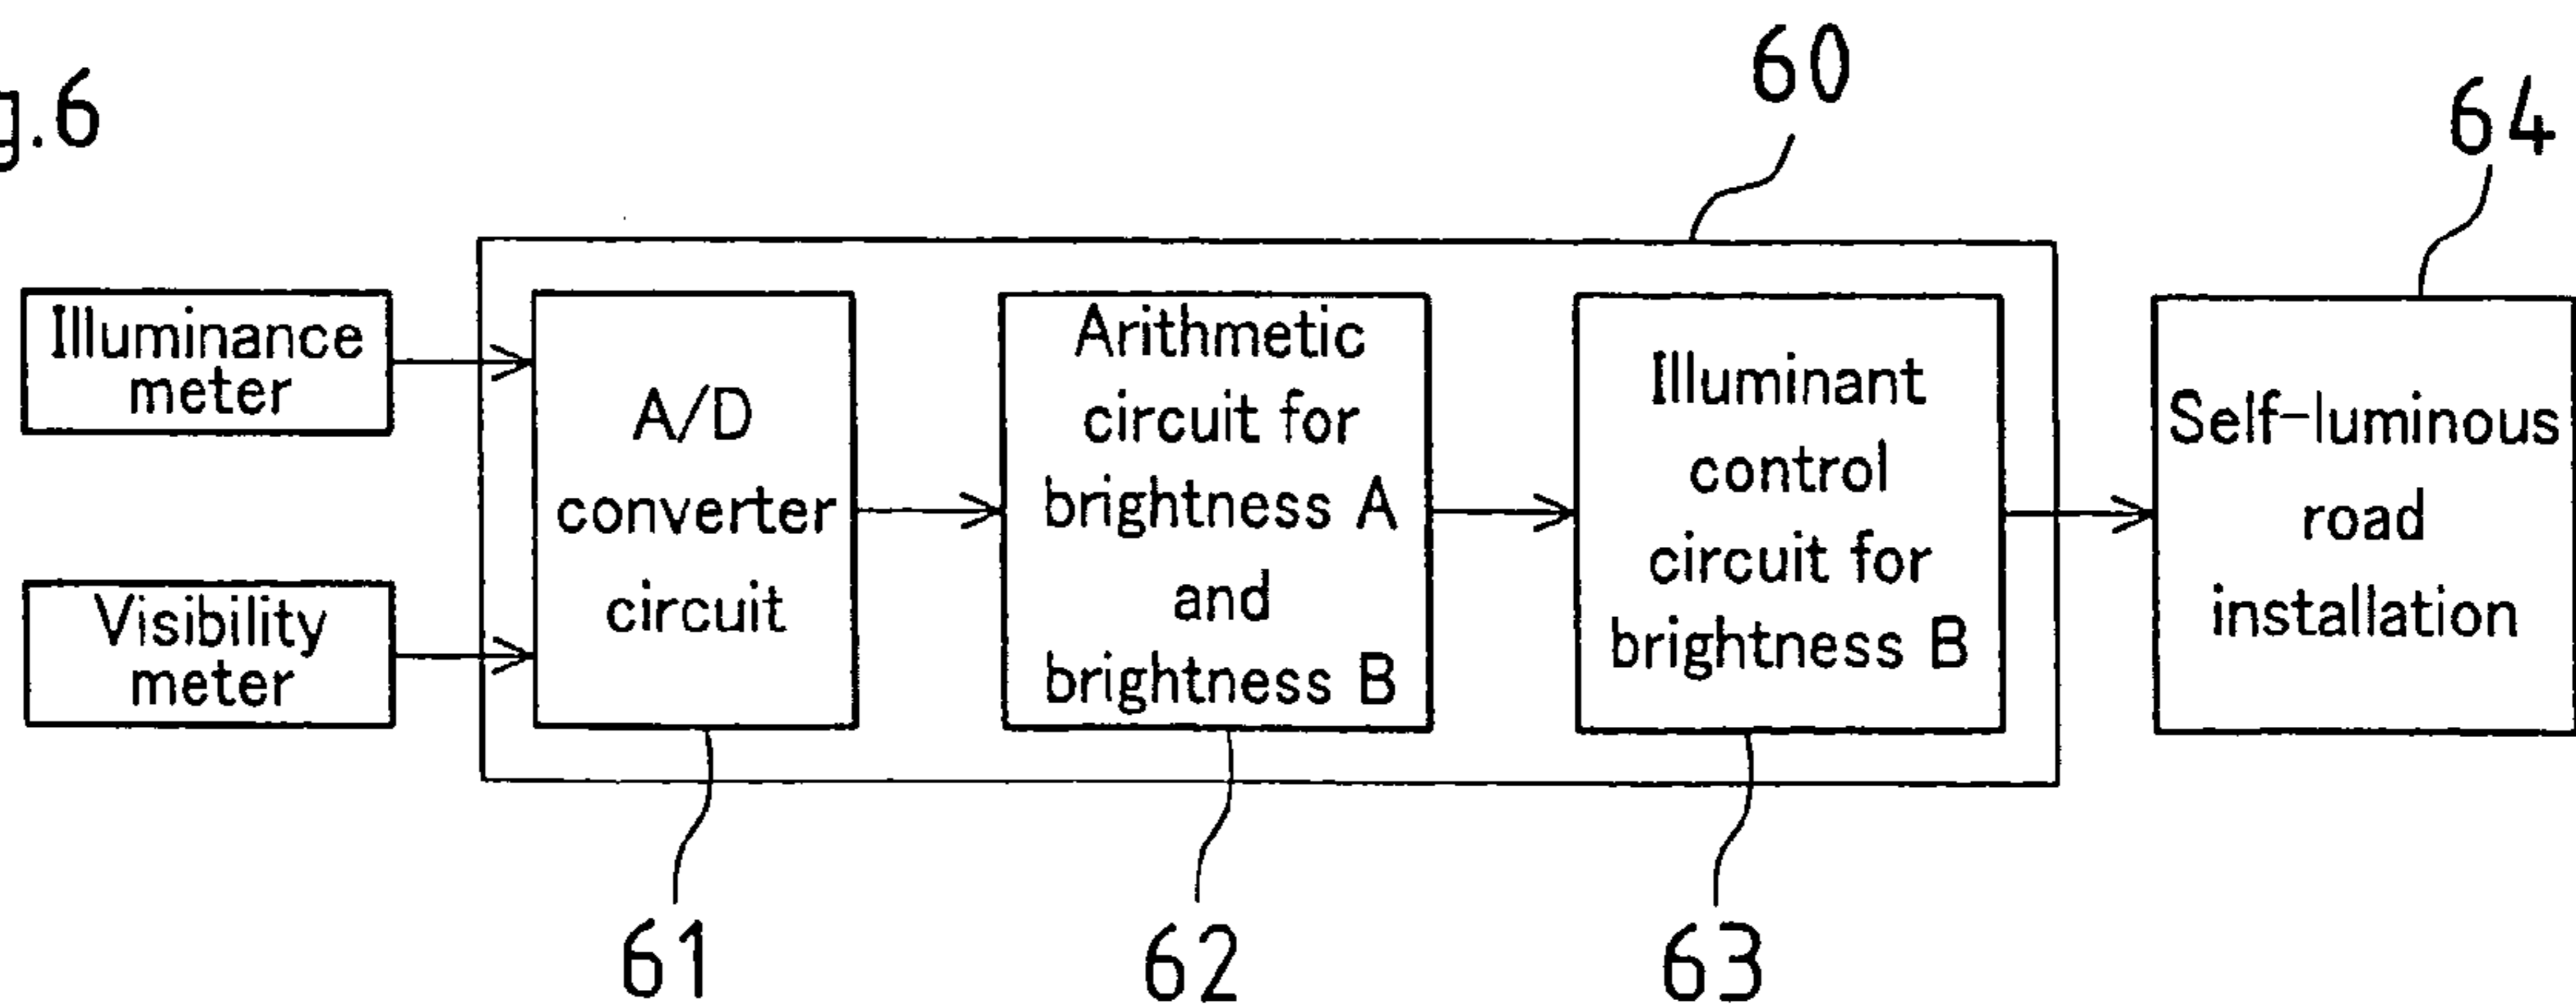 g.6
60
64
Illuminance
meter
Visibility
meter
A/D
converter
circuit
Arithmetic
circuit for
brightness A
and
brightness B
Illuminant
control
circuit for
brightness B
Self-luminous
road
installation
61
62
63